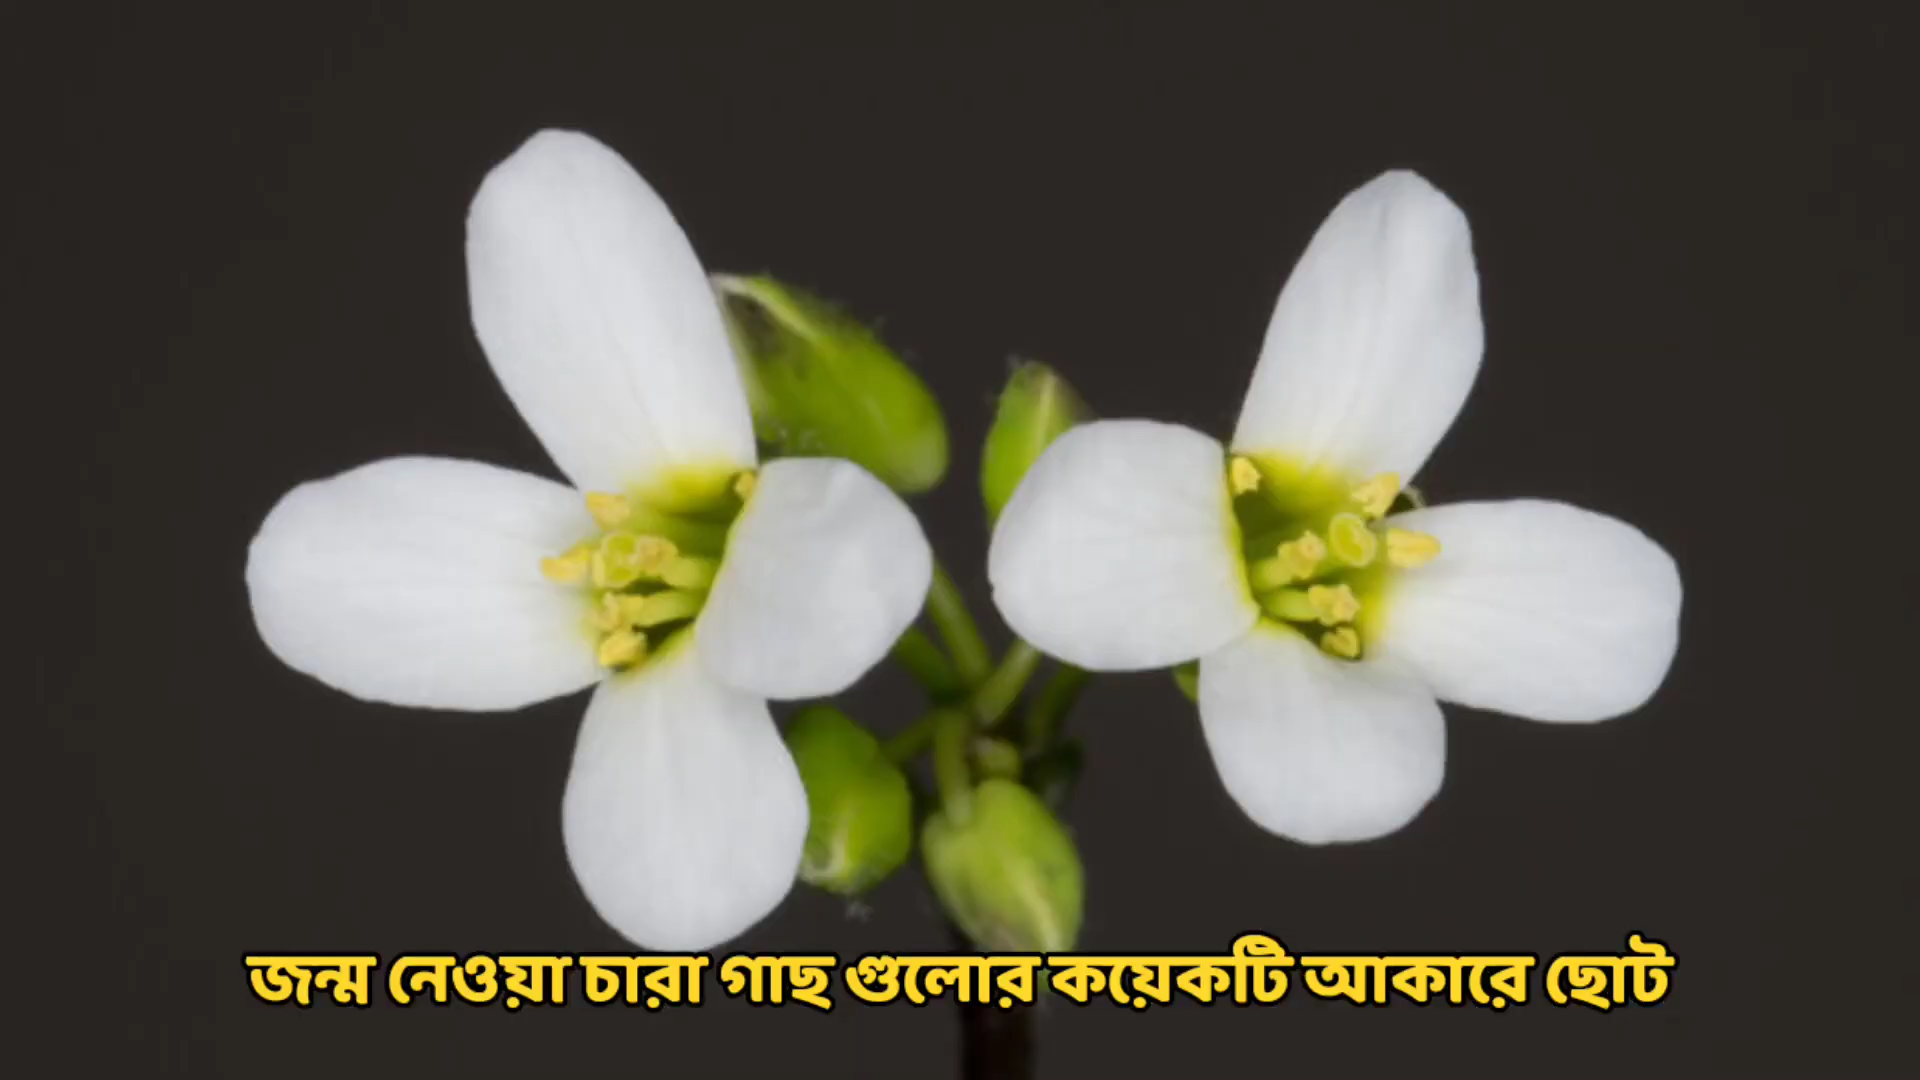 জন্ম নেওয়া চারা গাছ গুলোর কয়েকটি আকারে ছোট